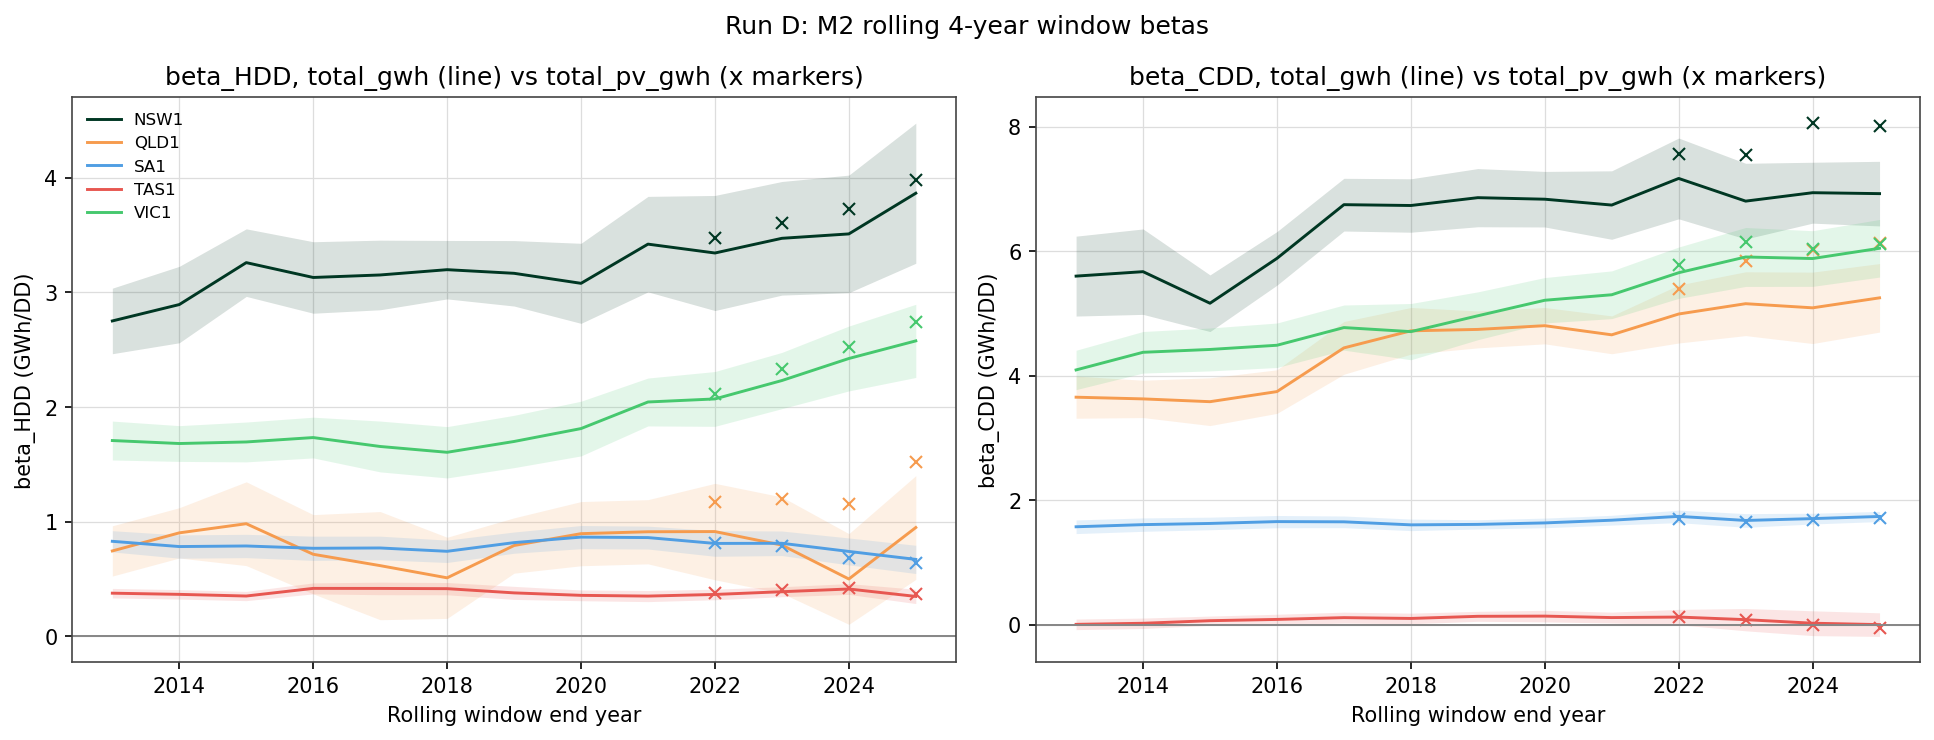 Run D: M2 rolling 4-year window betas
beta_HDD, total_gwh (line) vs total_pv_gwh (x markers)
NSW1
QLD1
SA1
TAS1
VIC1
beta_HDD (GWh/DD)
4
3
2
1
0
2014 2016 2018 2020 2022 2024
Rolling window end year
beta_CDD, total_gwh (line) vs total_pv_gwh (x markers)
beta_CDD (GWh/DD)
8
6
4
2
0
2014 2016 2018 2020 2022 2024
Rolling window end year